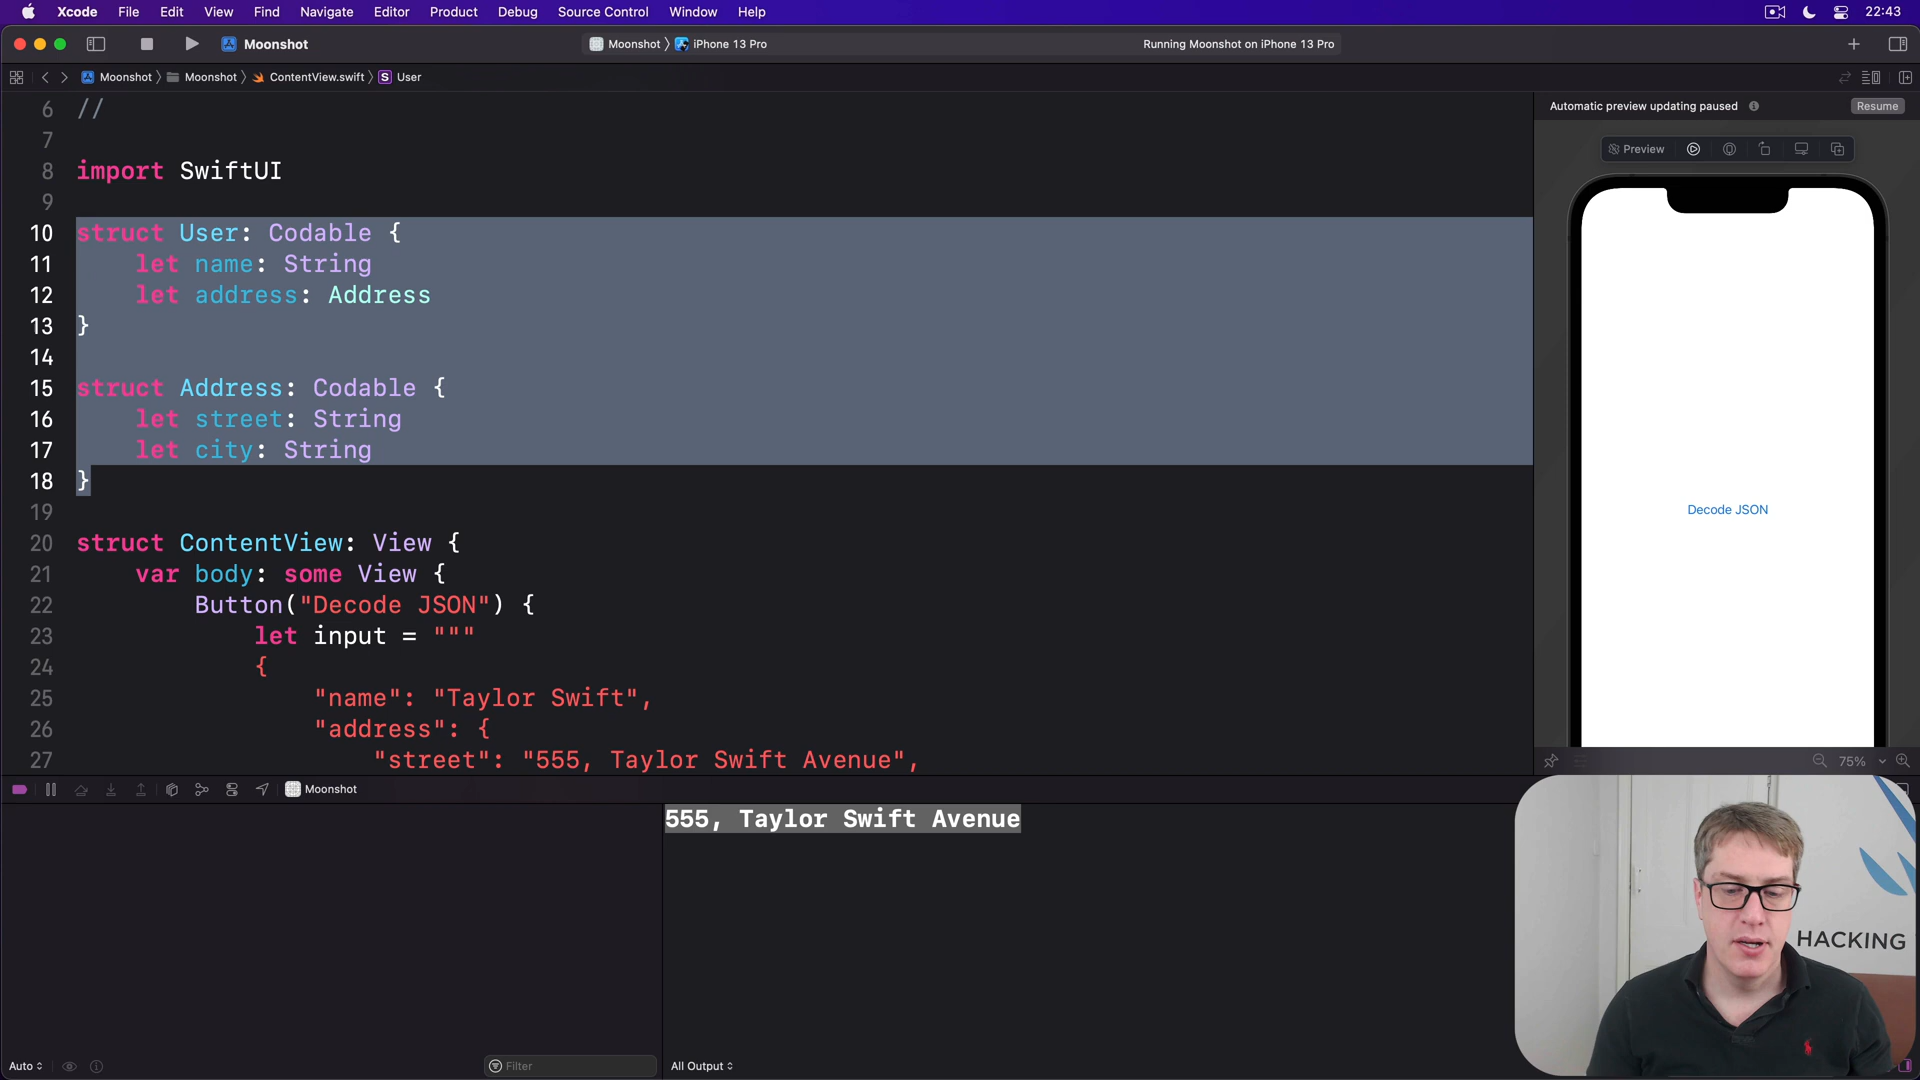 Xcode File Edit View Find Navigate Editor Product Debug Source Control Window Help 22:43
Moonshot Moonshot iPhone 13 Pro Running Moonshot on iPhone 13 Pro
Moonshot Moonshot ContentView.swift S User
Automatic preview updating paused Resume
Preview
6 //
7
8 import SwiftUI
9
10 struct User: Codable {
11 let name: String
12 let address: Address
13 }
14
15 struct Address: Codable {
16 let street: String
17 let city: String
18 }
19
20 struct ContentView: View {
21 var body: some View {
22 Button("Decode JSON") {
23 let input = """
24 {
25 "name": "Taylor Swift",
26 "address": {
27 "street": "555, Taylor Swift Avenue",
Decode JSON
75%
Moonshot
555, Taylor Swift Avenue
HACKING
Auto Filter All Output